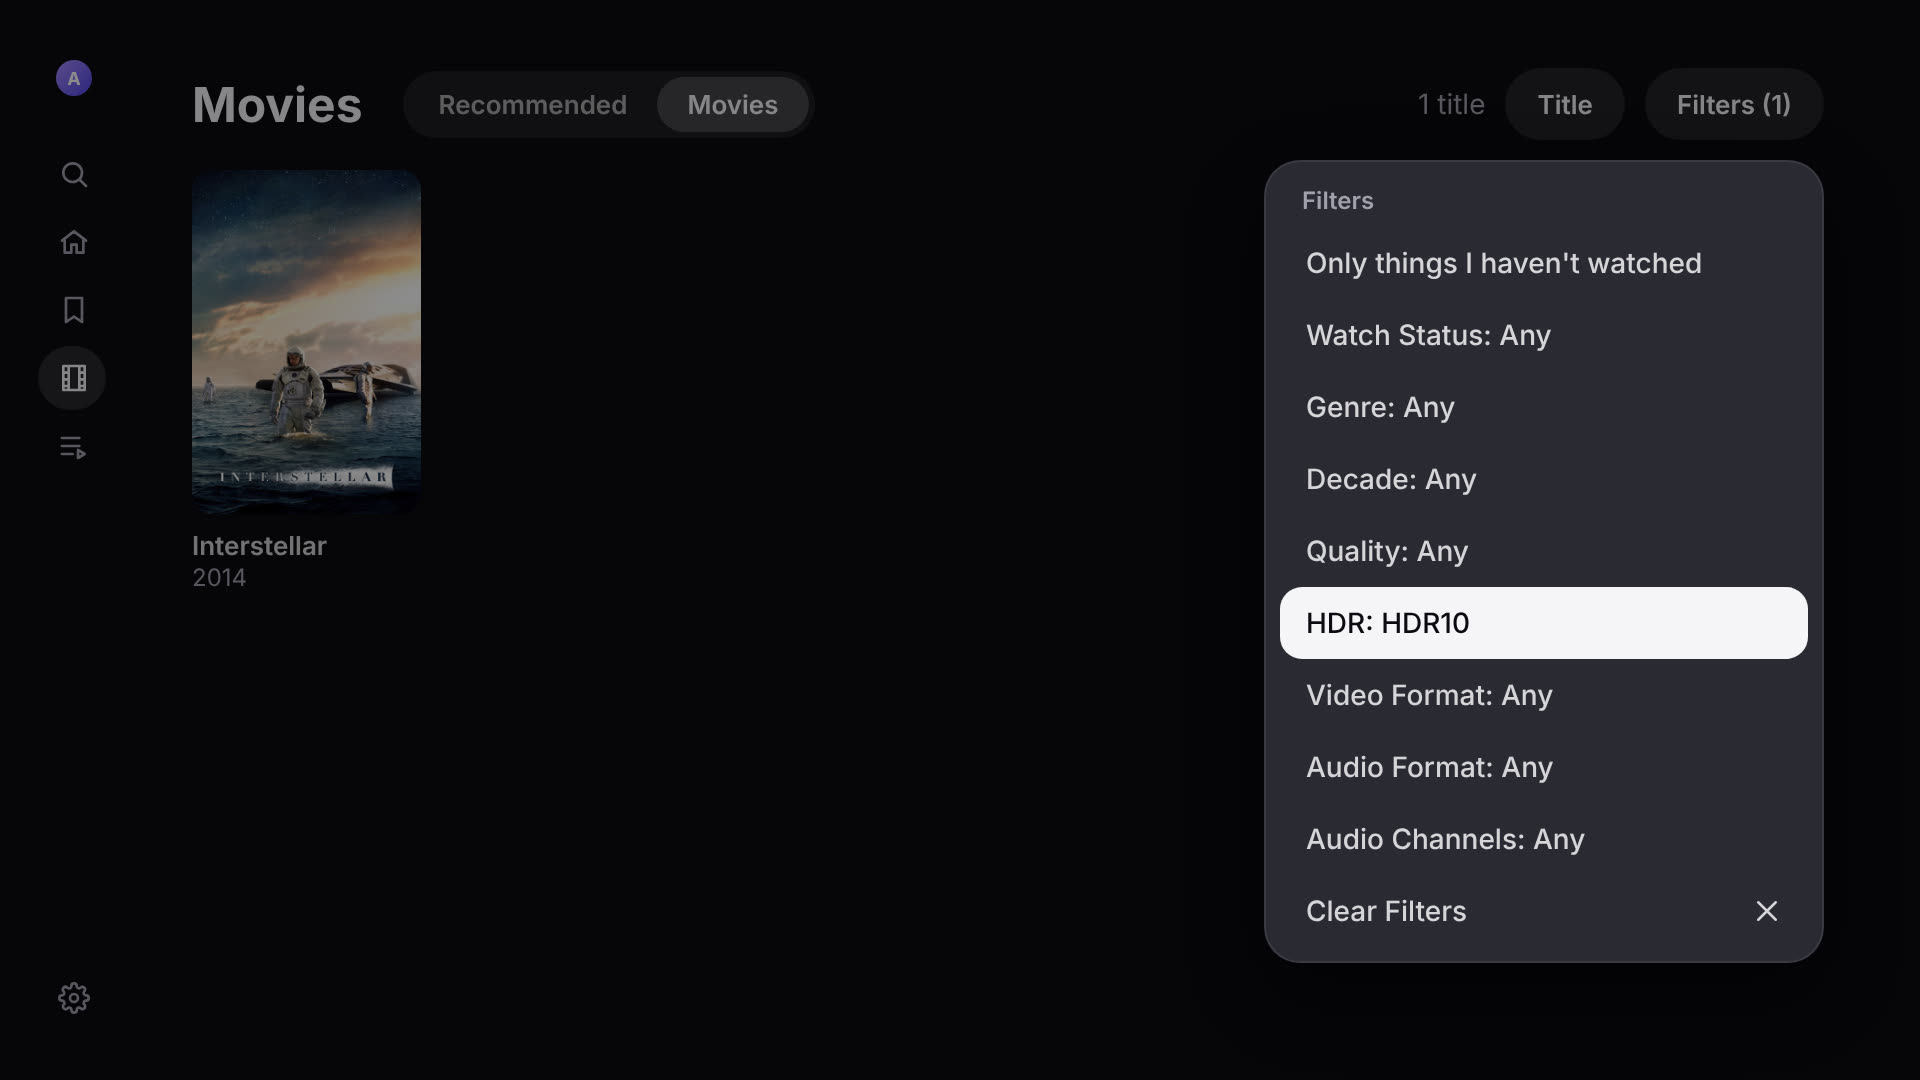 A
Movies
Recommended
Movies
1 title
Title
Filters (1)
INTERSTELLAR
Interstellar
2014
Filters
Only things I haven't watched
Watch Status: Any
Genre: Any
Decade: Any
Quality: Any
HDR: HDR10
Video Format: Any
Audio Format: Any
Audio Channels: Any
Clear Filters